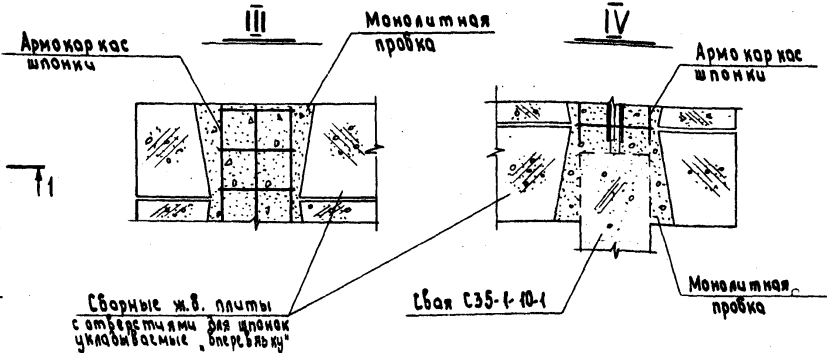 III
IV
Армокаркас
шпонки
Монолитная
пробка
Армокаркас
шпонки
1
Сборные ж.б. плиты
с отверстиями для шпонок
укладываемые „вперевязку"
Свая С35-1-10-1
Монолитная
пробка